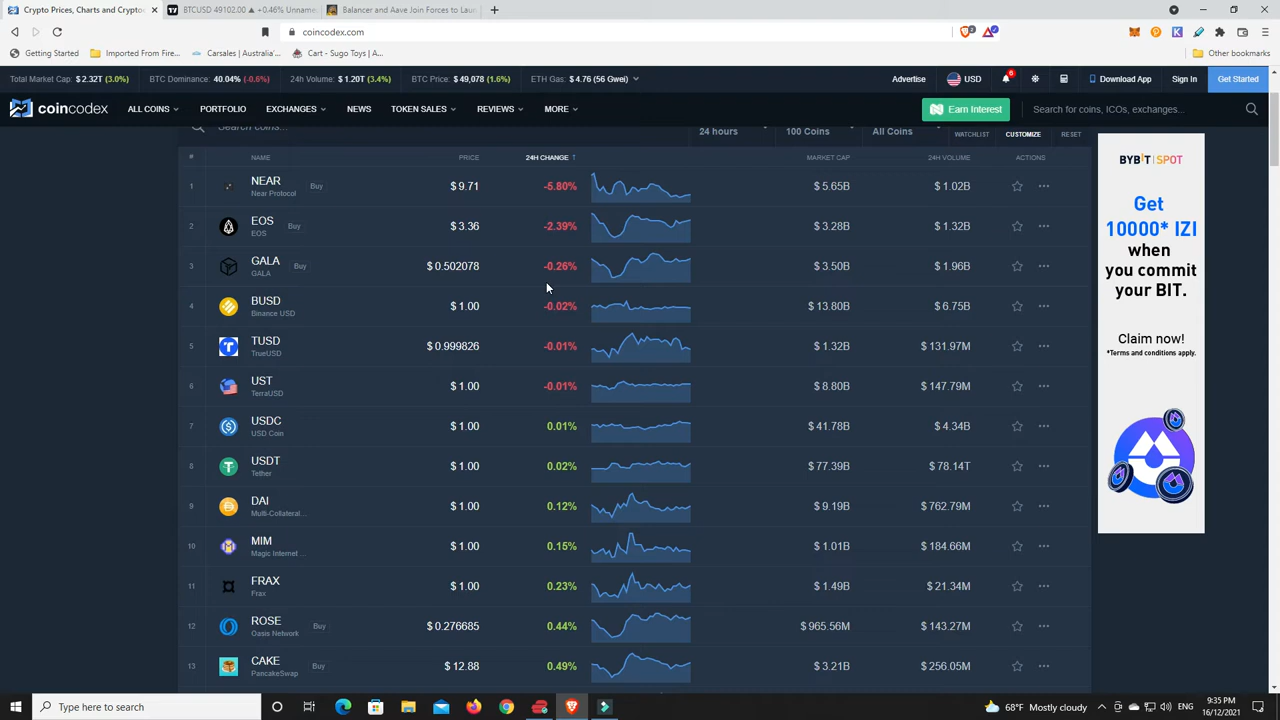 Crypto Prices, Charts and Cryptoc
BTCUSD 49102.00 ▲ +0.46% Unname
Balancer and Aave Join Forces to Laun
coincodex.com
Getting Started
Imported From Fire...
Carsales | Australia's...
Cart - Sugo Toys | A...
Other bookmarks
Total Market Cap: $ 2.32T (3.0%)
BTC Dominance: 40.04% (-0.6%)
24h Volume: $ 1.20T (3.4%)
BTC Price: $ 49,078 (1.6%)
ETH Gas: $ 4.76 (56 Gwei)
Advertise
USD
6
Download App
Sign In
Get Started
coincodex
ALL COINS
PORTFOLIO
EXCHANGES
NEWS
TOKEN SALES
REVIEWS
MORE
Earn Interest
Search for coins, ICOs, exchanges...
Search coins...
24 hours
100 Coins
All Coins
WATCHLIST
CUSTOMIZE
RESET
# NAME PRICE 24H CHANGE ↑ MARKET CAP 24H VOLUME ACTIONS
1 NEAR Buy $ 9.71 -5.80% $ 5.65B $ 1.02B
Near Protocol
2 EOS Buy $ 3.36 -2.39% $ 3.28B $ 1.32B
EOS
3 GALA Buy $ 0.502078 -0.26% $ 3.50B $ 1.96B
GALA
4 BUSD $ 1.00 -0.02% $ 13.80B $ 6.75B
Binance USD
5 TUSD $ 0.999826 -0.01% $ 1.32B $ 131.97M
TrueUSD
6 UST $ 1.00 -0.01% $ 8.80B $ 147.79M
TerraUSD
7 USDC $ 1.00 0.01% $ 41.78B $ 4.34B
USD Coin
8 USDT $ 1.00 0.02% $ 77.39B $ 78.14T
Tether
9 DAI $ 1.00 0.12% $ 9.19B $ 762.79M
Multi-Collateral...
10 MIM $ 1.00 0.15% $ 1.01B $ 184.66M
Magic Internet ...
11 FRAX $ 1.00 0.23% $ 1.49B $ 21.34M
Frax
12 ROSE Buy $ 0.276685 0.44% $ 965.56M $ 143.27M
Oasis Network
13 CAKE Buy $ 12.88 0.49% $ 3.21B $ 256.05M
PancakeSwap
BYBIT | SPOT
Get
10000* IZI
when
you commit
your BIT.
Claim now!
*Terms and conditions apply.
Type here to search
68°F Mostly cloudy
ENG
9:35 PM
16/12/2021